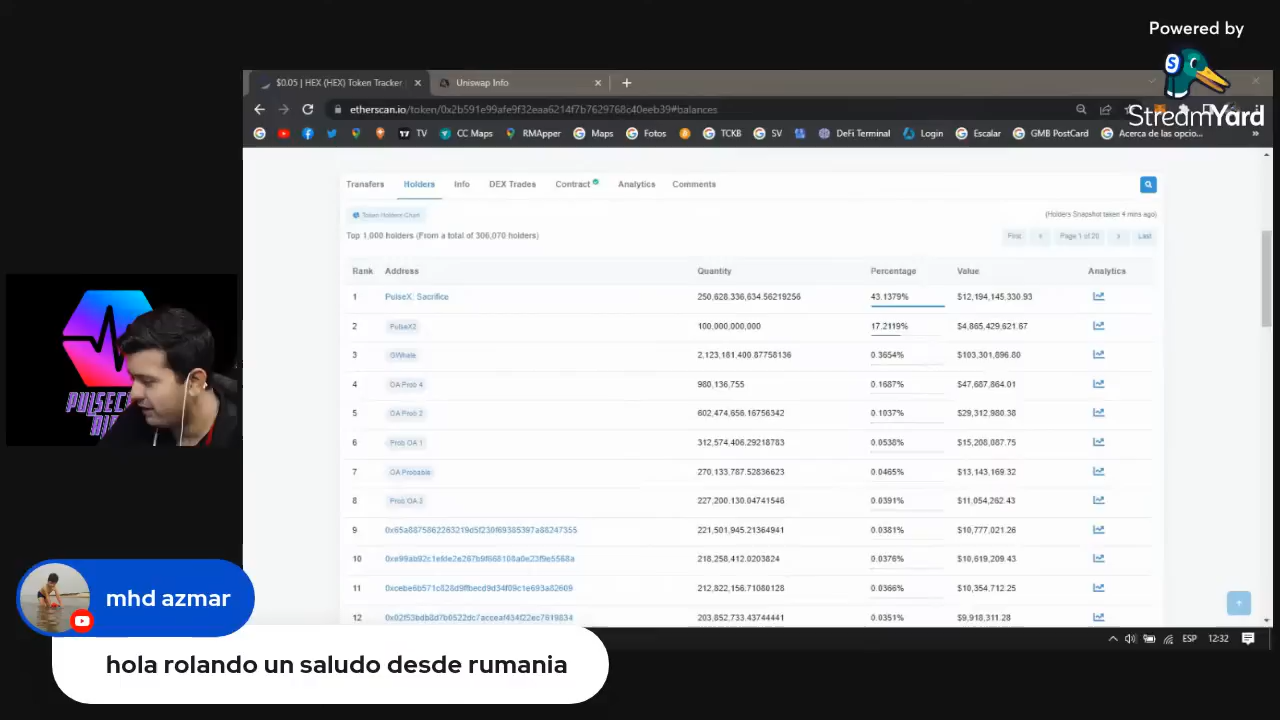 Powered by
StreamYard
$0.05 | HEX (HEX) Token Tracker
Uniswap Info
etherscan.io/token/0x2b591e99afe9f32eaa6214f7b7629768c40eeb39#balances
TV CC Maps RMApper Maps Fotos TCKB SV DeFi Terminal Login Escalar GMB PostCard Acerca de las opcio...
Transfers Holders Info DEX Trades Contract Analytics Comments
Token Holders Chart
(Holders Snapshot taken 4 mins ago)
Top 1,000 holders (From a total of 306,070 holders)
First Page 1 of 20 Last
Rank Address Quantity Percentage Value Analytics
1 PulseX: Sacrifice 250,628,336,634.56219256 43.1379% $12,194,145,330.93
2 PulseX2 100,000,000,000 17.2119% $4,865,429,621.67
3 GWhale 2,123,181,400.87758136 0.3654% $103,301,896.80
4 OA Prob 4 980,136,755 0.1687% $47,687,864.01
5 OA Prob 2 602,474,656.16756342 0.1037% $29,312,980.38
6 Prob OA 1 312,574,406.29218783 0.0538% $15,208,087.75
7 OA Probable 270,133,787.52836623 0.0465% $13,143,169.32
8 Prob OA 3 227,200,130.04741546 0.0391% $11,054,262.43
9 221,501,945.21364941 0.0381% $10,777,021.26
10 218,258,412.0203824 0.0376% $10,619,209.43
11 212,822,156.71080128 0.0366% $10,354,712.25
12 203,852,733.43744441 0.0351% $9,918,311.28
ESP 12:32
mhd azmar
hola rolando un saludo desde rumania